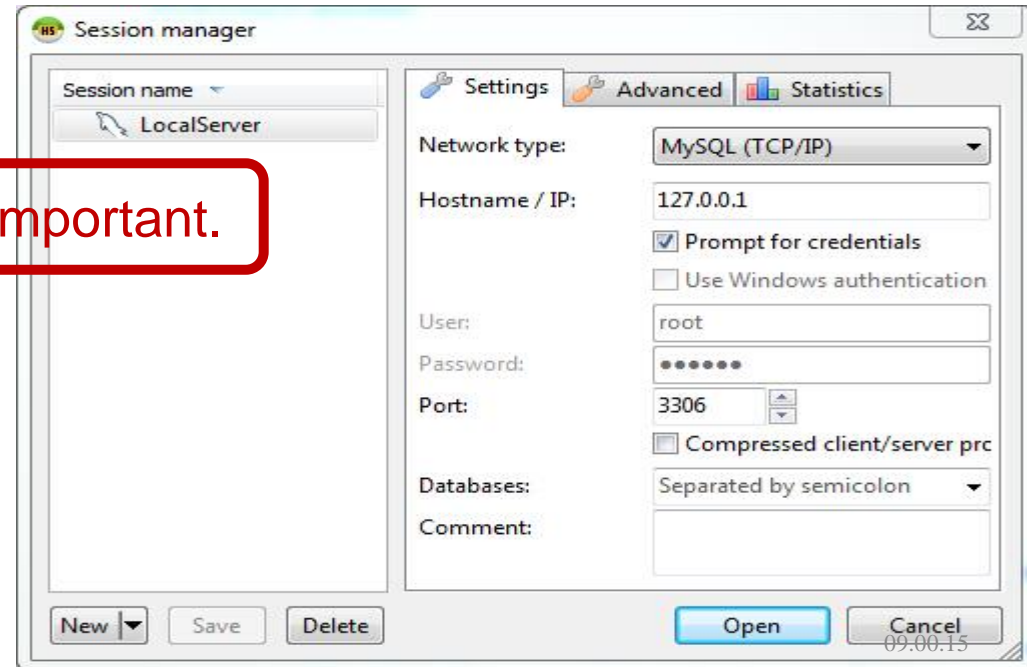 HS Session manager
Session name
LocalServer
Settings Advanced Statistics
Network type: MySQL (TCP/IP)
mportant.
Hostname / IP: 127.0.0.1
Prompt for credentials
Use Windows authentication
User: root
Password: ●●●●●●
Port: 3306
Compressed client/server prc
Databases: Separated by semicolon
Comment:
New Save Delete Open Cancel
09.00.15